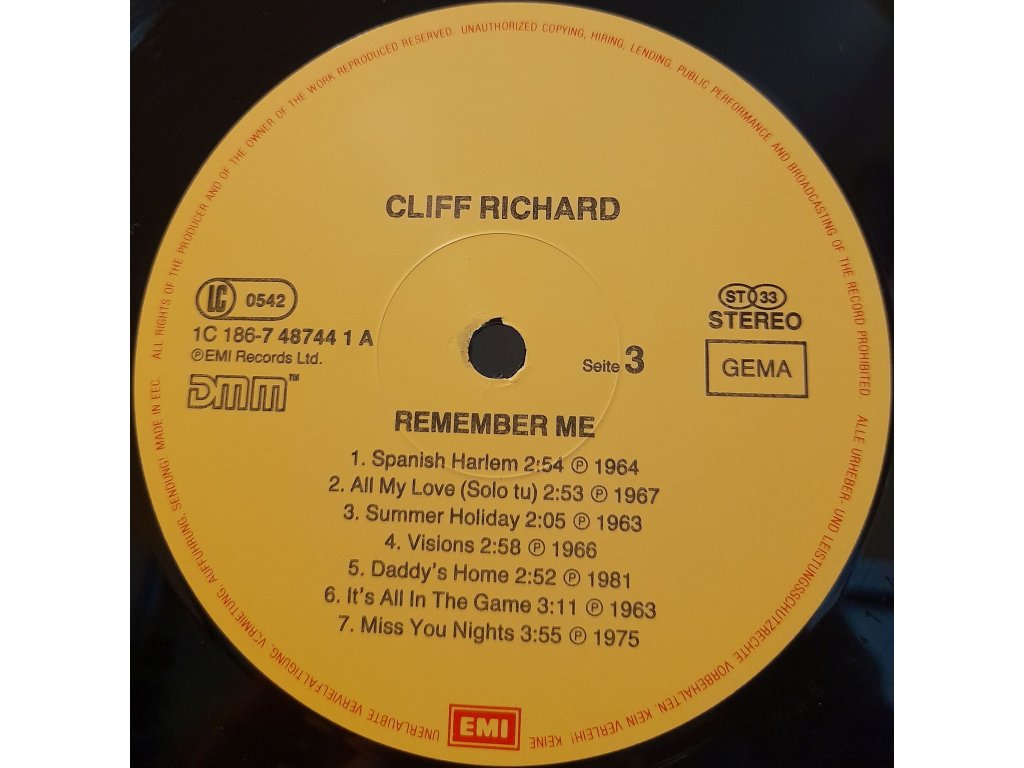 ALL RIGHTS OF THE PRODUCER AND OF THE OWNER OF THE WORK REPRODUCED RESERVED. UNAUTHORIZED COPYING, HIRING, LENDING, PUBLIC PERFORMANCE AND BROADCASTING OF THE RECORD PROHIBITED.
CLIFF RICHARD
LC 0542
1C 186-7 48744 1 A
℗ EMI Records Ltd.
DMM™
Seite 3
ST 33
STEREO
GEMA
REMEMBER ME
1. Spanish Harlem 2:54 ℗ 1964
2. All My Love (Solo tu) 2:53 ℗ 1967
3. Summer Holiday 2:05 ℗ 1963
4. Visions 2:58 ℗ 1966
5. Daddy's Home 2:52 ℗ 1981
6. It's All In The Game 3:11 ℗ 1963
7. Miss You Nights 3:55 ℗ 1975
EMI
ALLE URHEBER- UND LEISTUNGSSCHUTZRECHTE VORBEHALTEN. KEIN VERLEIH! KEINE UNERLAUBTE VERVIELFÄLTIGUNG, VERMIETUNG, AUFFÜHRUNG, SENDUNG! MADE IN EEC.